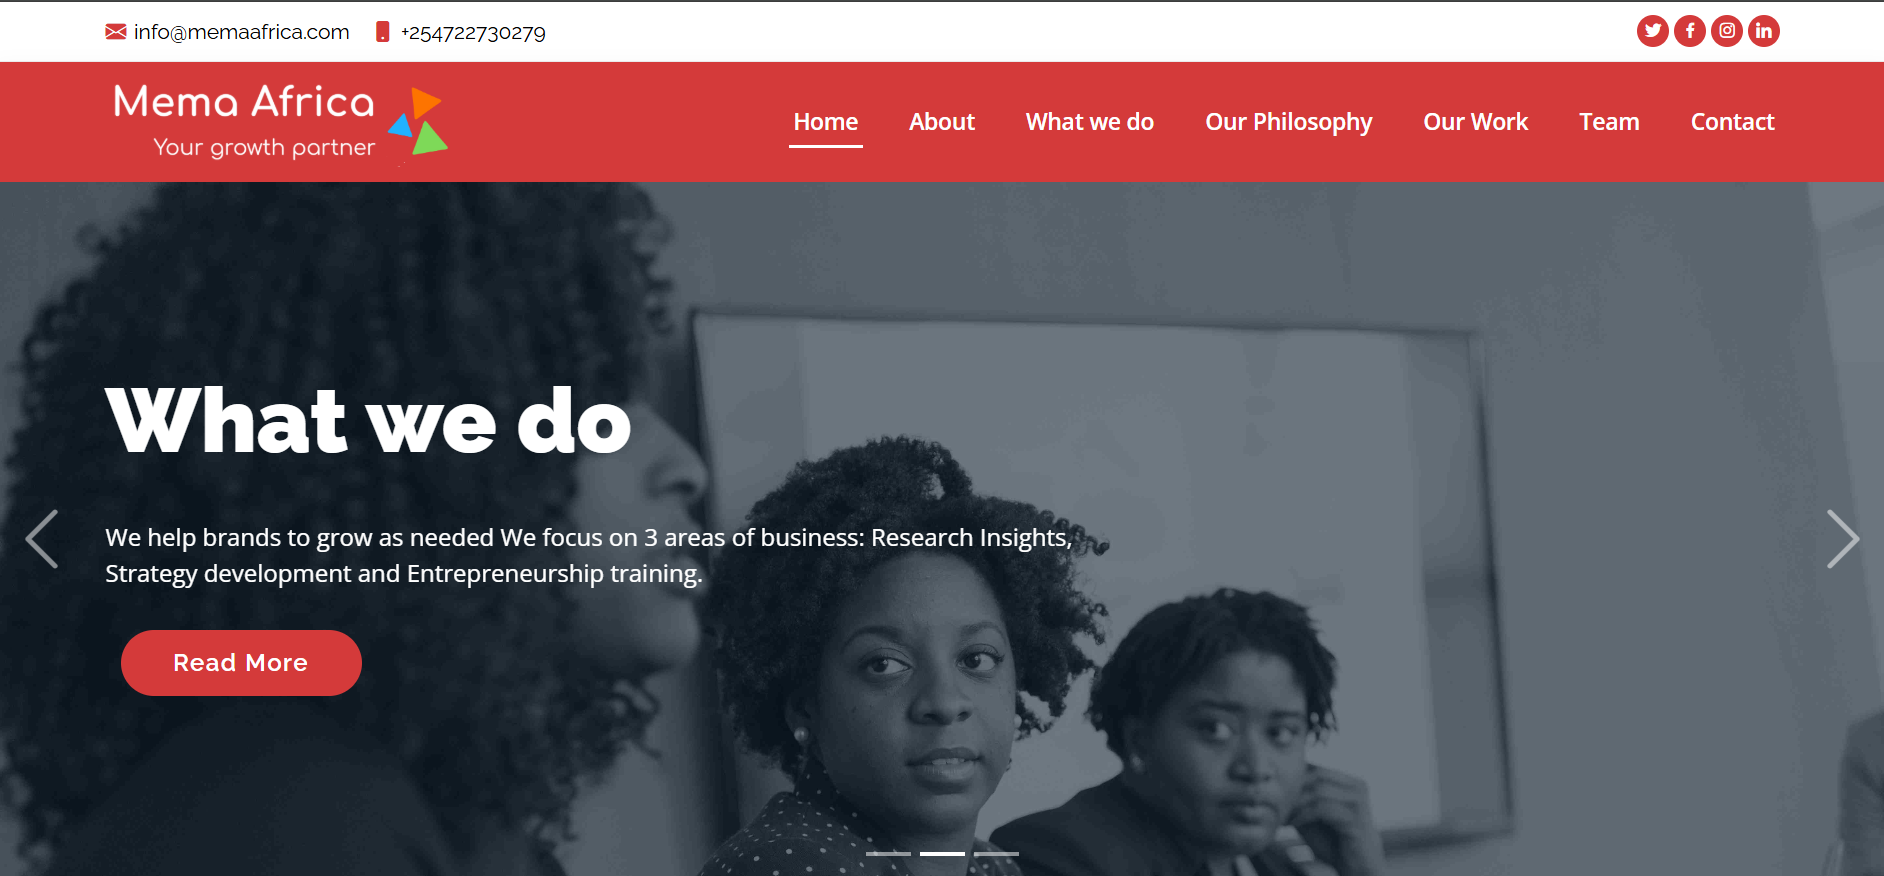 info@memaafrica.com +254722730279
Mema Africa
Your growth partner
Home About What we do Our Philosophy Our Work Team Contact
What we do
We help brands to grow as needed We focus on 3 areas of business: Research Insights,
Strategy development and Entrepreneurship training.
Read More